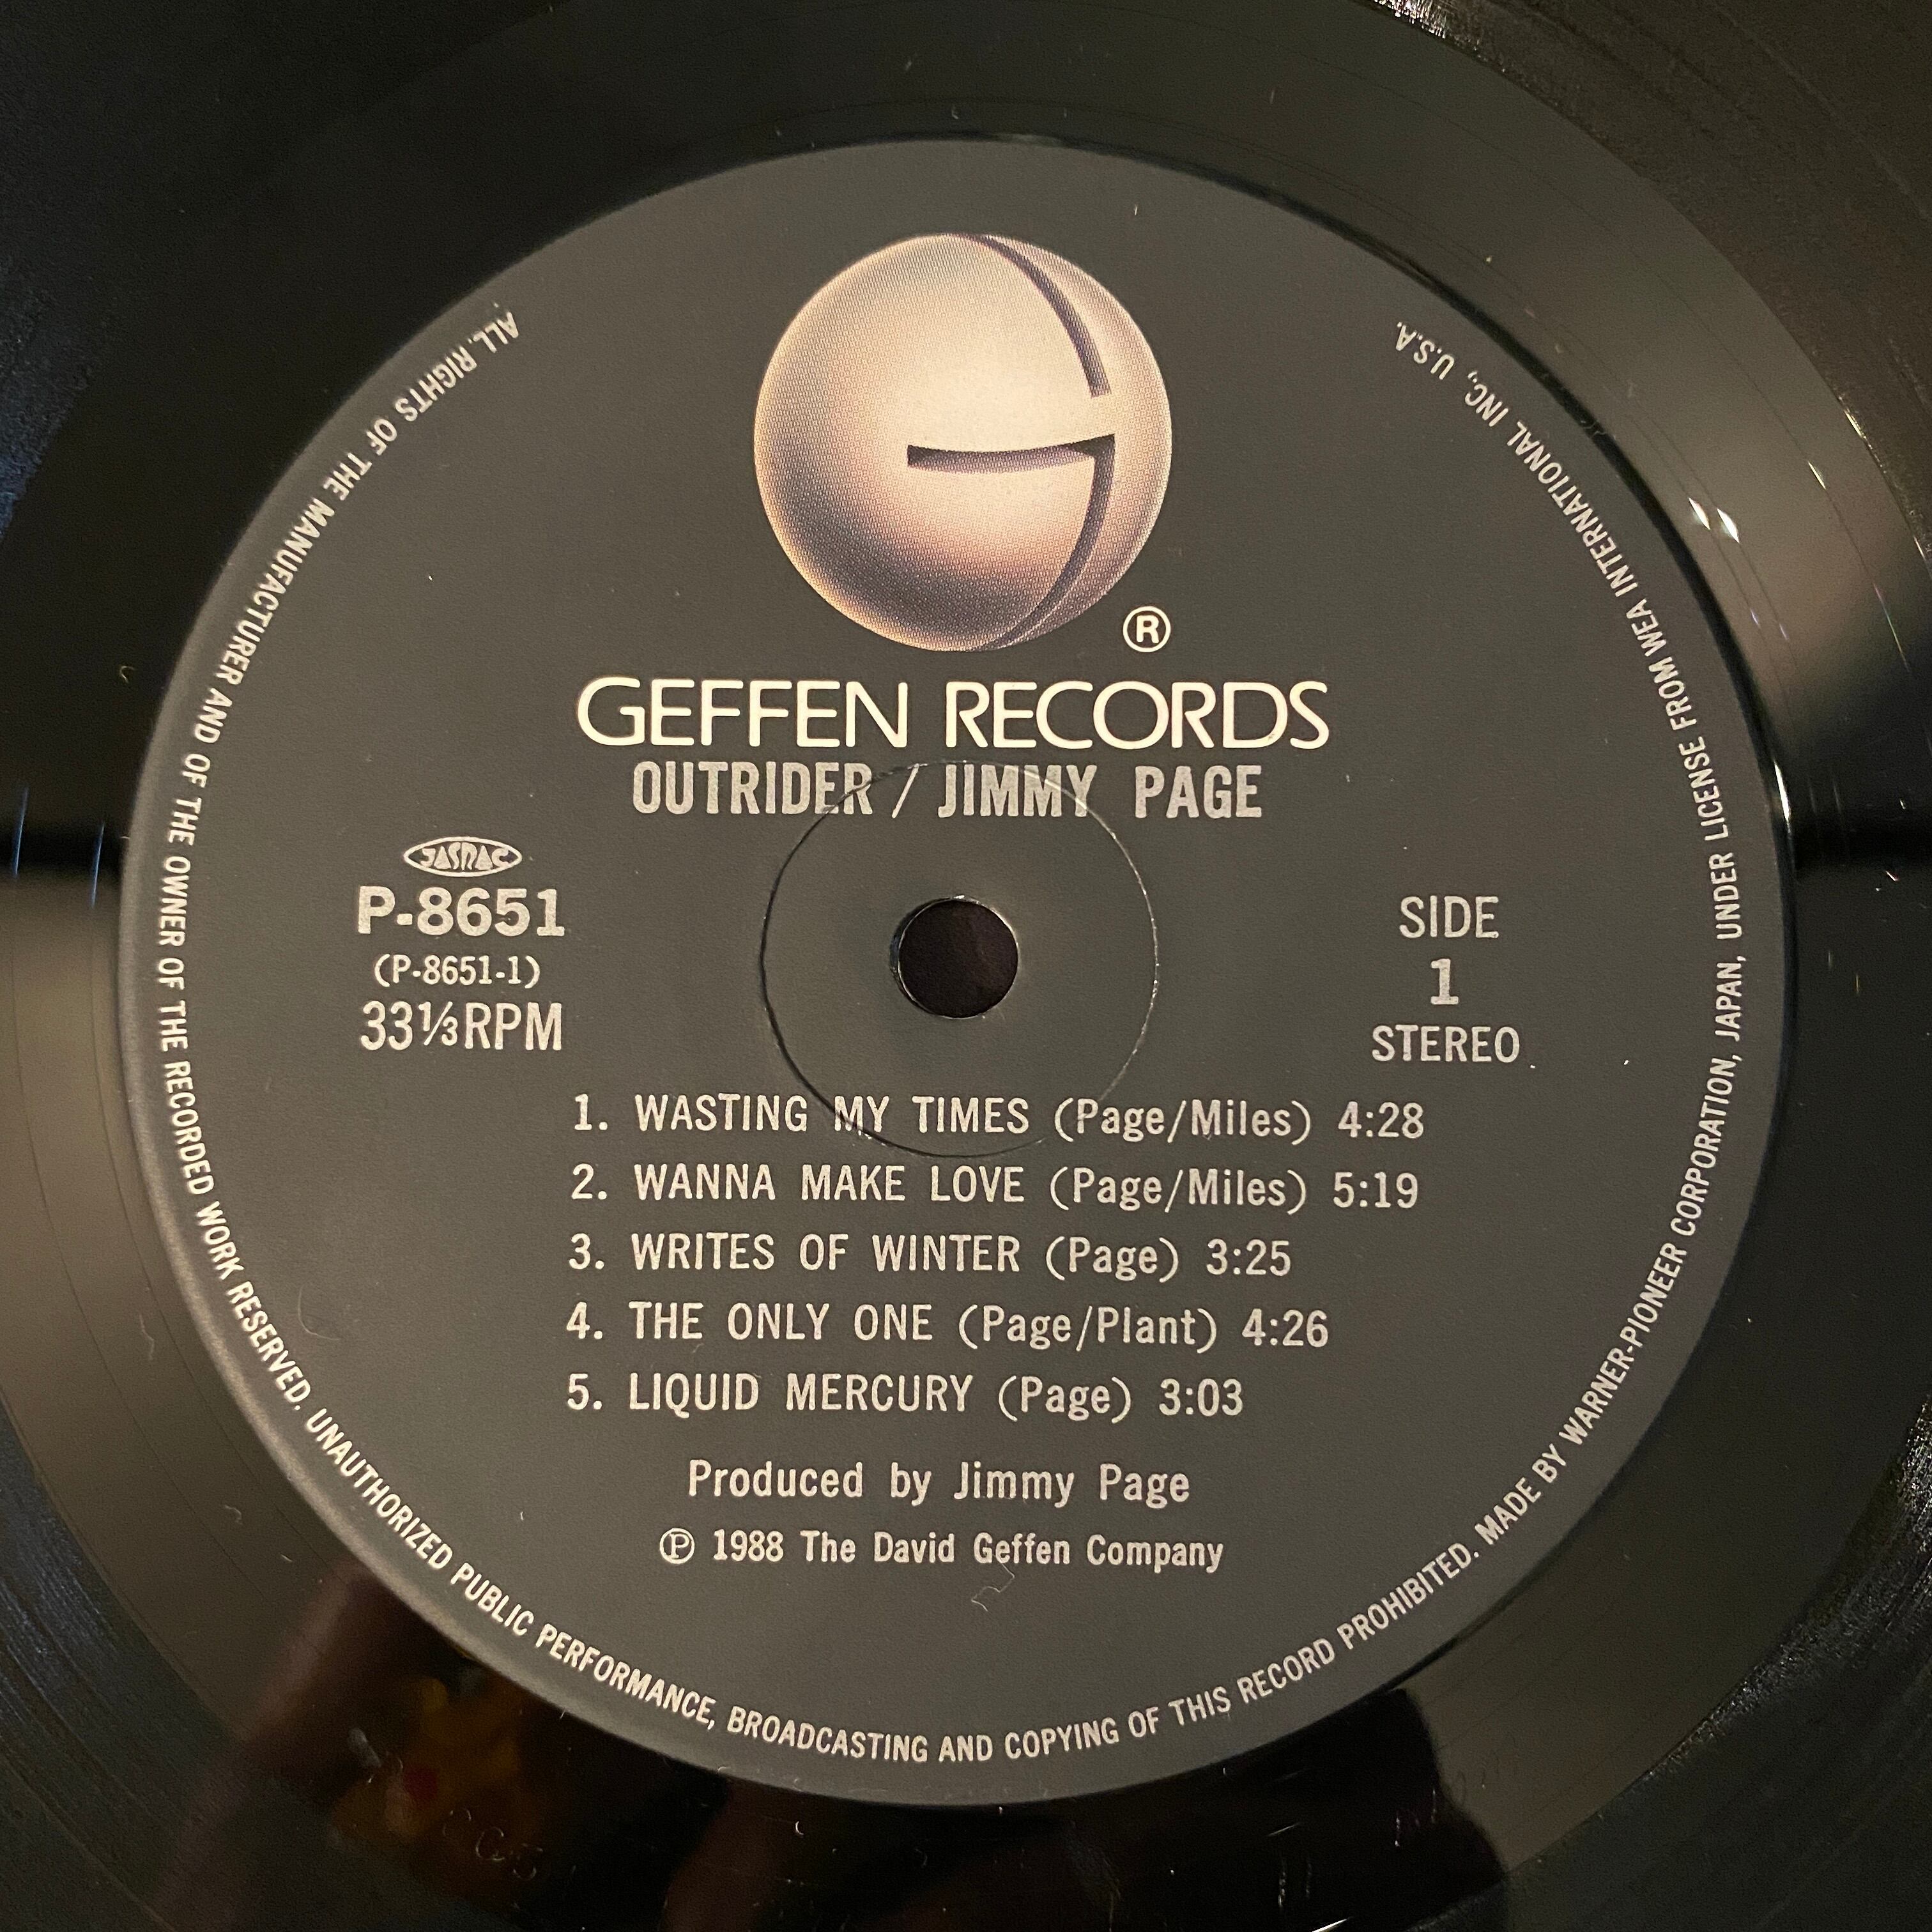 ®
GEFFEN RECORDS
OUTRIDER / JIMMY PAGE
JASRAC
P-8651
(P-8651-1)
33⅓RPM
SIDE
1
STEREO
1. WASTING MY TIMES (Page/Miles) 4:28
2. WANNA MAKE LOVE (Page/Miles) 5:19
3. WRITES OF WINTER (Page) 3:25
4. THE ONLY ONE (Page/Plant) 4:26
5. LIQUID MERCURY (Page) 3:03
Produced by Jimmy Page
℗ 1988 The David Geffen Company
ALL. RIGHTS OF THE MANUFACTURER AND OF THE OWNER OF THE RECORDED WORK RESERVED. UNAUTHORIZED PUBLIC PERFORMANCE, BROADCASTING AND COPYING OF THIS RECORD PROHIBITED. MADE BY WARNER-PIONEER CORPORATION, JAPAN, UNDER LICENSE FROM WEA INTERNATIONAL INC., U.S.A.